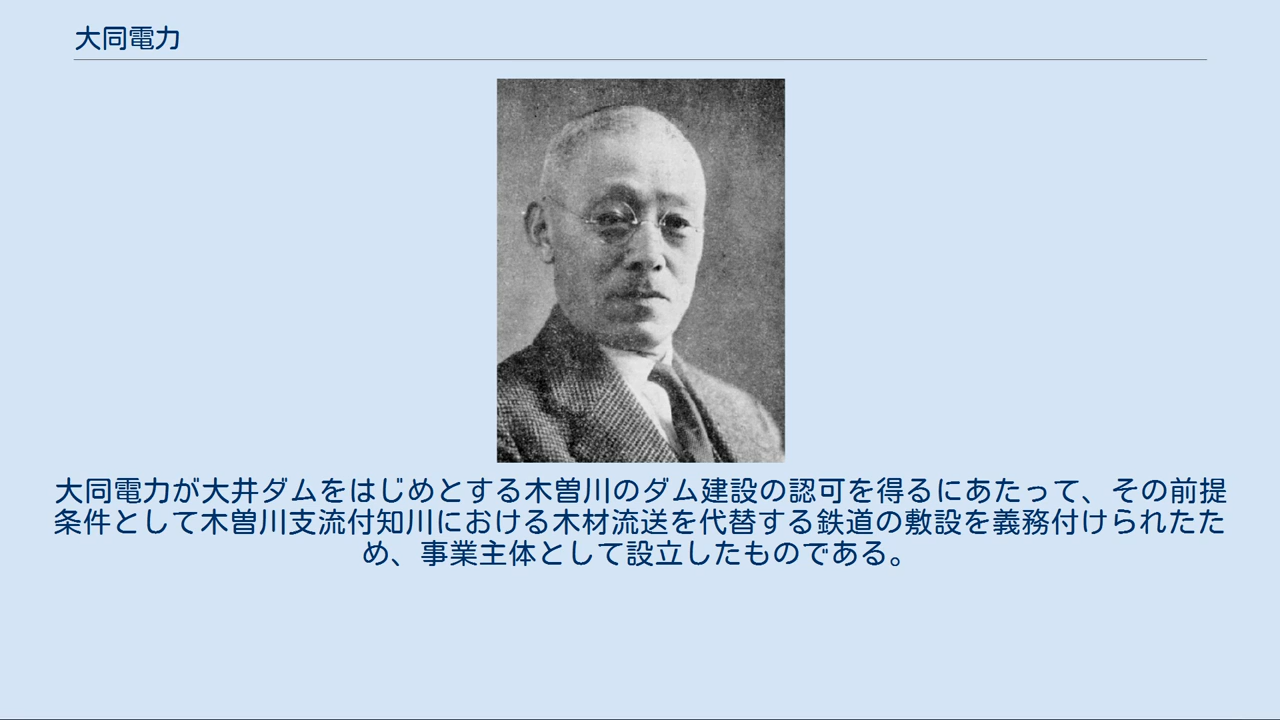 大同電力
大同電力が大井ダムをはじめとする木曽川のダム建設の認可を得るにあたって、その前提
条件として木曽川支流付知川における木材流送を代替する鉄道の敷設を義務付けられたた
め、事業主体として設立したものである。